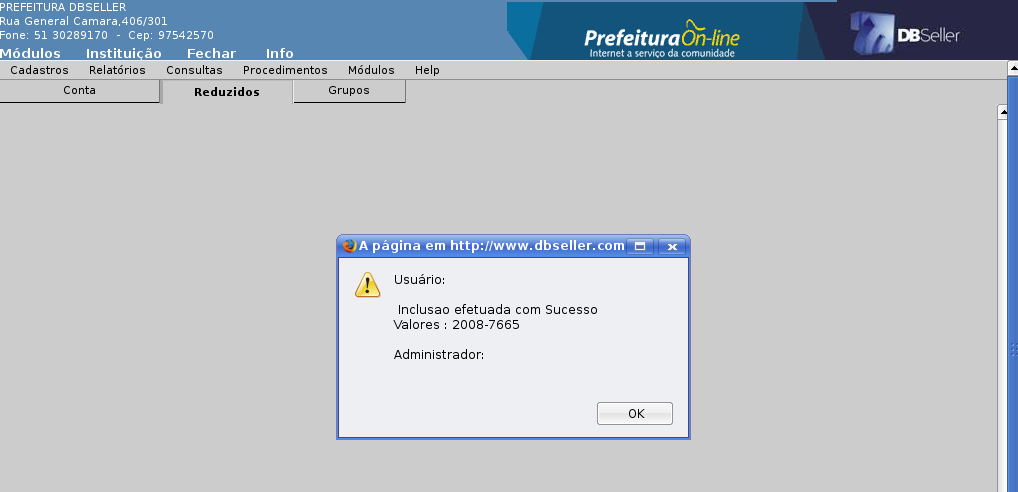 PREFEITURA DBSELLER
Rua General Camara,406/301
Fone: 51 30289170 - Cep: 97542570
Módulos Instituição Fechar Info
Prefeitura On-line
Internet a serviço da comunidade
DBSeller
Cadastros Relatórios Consultas Procedimentos Módulos Help
Conta Reduzidos Grupos
A página em http://www.dbseller.com
Usuário:
Inclusao efetuada com Sucesso
Valores : 2008-7665
Administrador:
OK